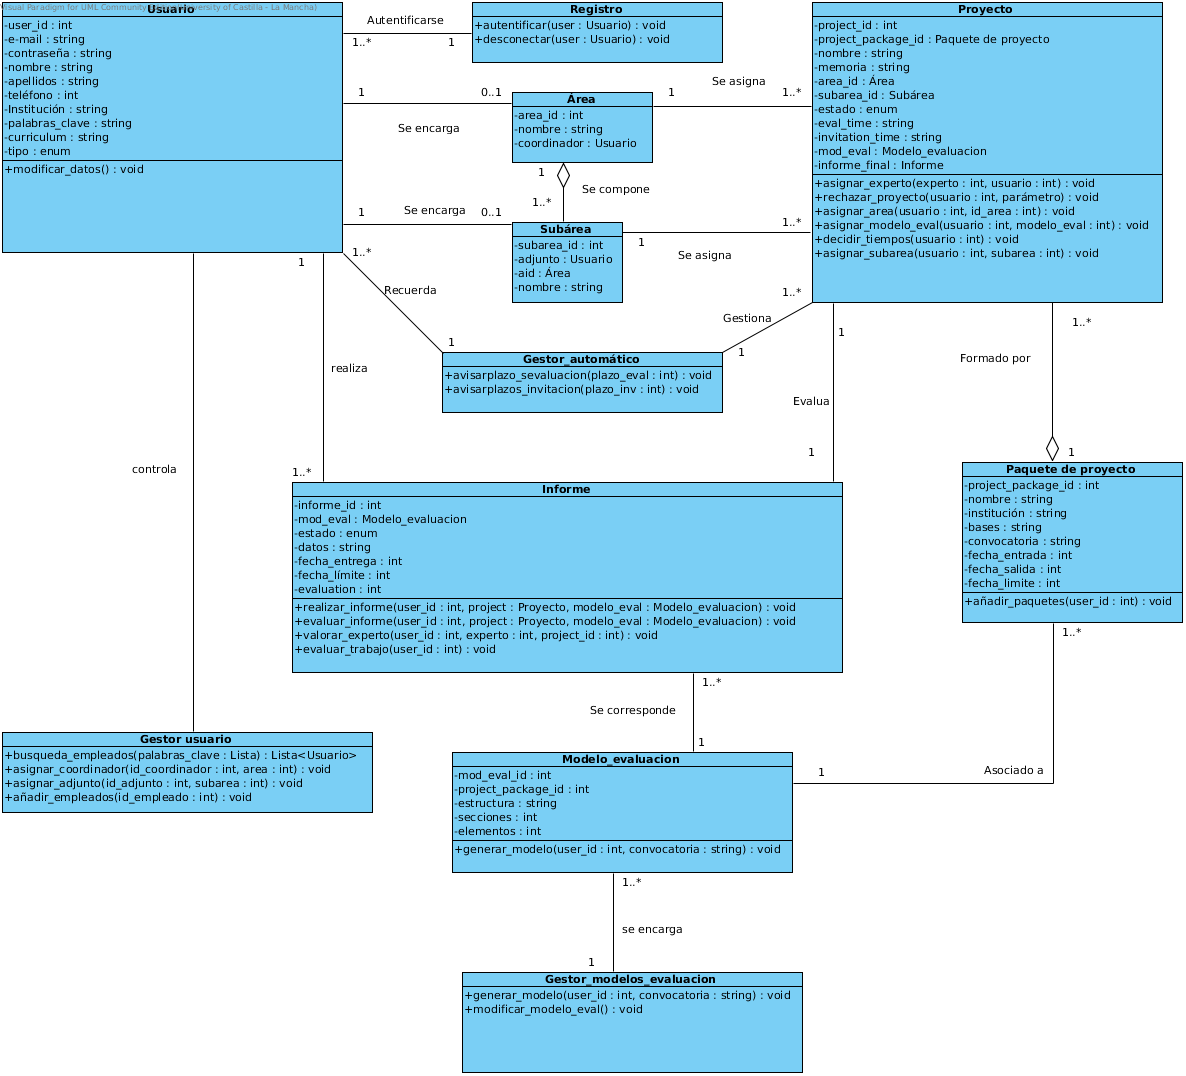 Visual Paradigm for UML Community Edition [University of Castilla - La Mancha]
Usuario
-user_id : int
-e-mail : string
-contraseña : string
-nombre : string
-apellidos : string
-teléfono : int
-Institución : string
-palabras_clave : string
-curriculum : string
-tipo : enum
+modificar_datos() : void
Autentificarse
1..*
1
Registro
+autentificar(user : Usuario) : void
+desconectar(user : Usuario) : void
1
0..1
Se encarga
Área
-area_id : int
-nombre : string
-coordinador : Usuario
1
Se asigna
1..*
Proyecto
-project_id : int
-project_package_id : Paquete de proyecto
-nombre : string
-memoria : string
-area_id : Área
-subarea_id : Subárea
-estado : enum
-eval_time : string
-invitation_time : string
-mod_eval : Modelo_evaluacion
-informe_final : Informe
+asignar_experto(experto : int, usuario : int) : void
+rechazar_proyecto(usuario : int, parámetro) : void
+asignar_area(usuario : int, id_area : int) : void
+asignar_modelo_eval(usuario : int, modelo_eval : int) : void
+decidir_tiempos(usuario : int) : void
+asignar_subarea(usuario : int, subarea : int) : void
1
Se compone
1..*
1
Se encarga
0..1
Subárea
-subarea_id : int
-adjunto : Usuario
-aid : Área
-nombre : string
1
Se asigna
1..*
1..*
Recuerda
1
Gestiona
1..*
1
Gestor_automático
+avisarplazo_sevaluacion(plazo_eval : int) : void
+avisarplazos_invitacion(plazo_inv : int) : void
1
realiza
1..*
1
Evalua
1
1..*
Formado por
1
controla
Informe
-informe_id : int
-mod_eval : Modelo_evaluacion
-estado : enum
-datos : string
-fecha_entrega : int
-fecha_límite : int
-evaluation : int
+realizar_informe(user_id : int, project : Proyecto, modelo_eval : Modelo_evaluacion) : void
+evaluar_informe(user_id : int, project : Proyecto, modelo_eval : Modelo_evaluacion) : void
+valorar_experto(user_id : int, experto : int, project_id : int) : void
+evaluar_trabajo(user_id : int) : void
Paquete de proyecto
-project_package_id : int
-nombre : string
-institución : string
-bases : string
-convocatoria : string
-fecha_entrada : int
-fecha_salida : int
-fecha_limite : int
+añadir_paquetes(user_id : int) : void
1..*
Asociado a
1
1..*
Se corresponde
1
Gestor usuario
+busqueda_empleados(palabras_clave : Lista) : Lista<Usuario>
+asignar_coordinador(id_coordinador : int, area : int) : void
+asignar_adjunto(id_adjunto : int, subarea : int) : void
+añadir_empleados(id_empleado : int) : void
Modelo_evaluacion
-mod_eval_id : int
-project_package_id : int
-estructura : string
-secciones : int
-elementos : int
+generar_modelo(user_id : int, convocatoria : string) : void
1..*
se encarga
1
Gestor_modelos_evaluacion
+generar_modelo(user_id : int, convocatoria : string) : void
+modificar_modelo_eval() : void